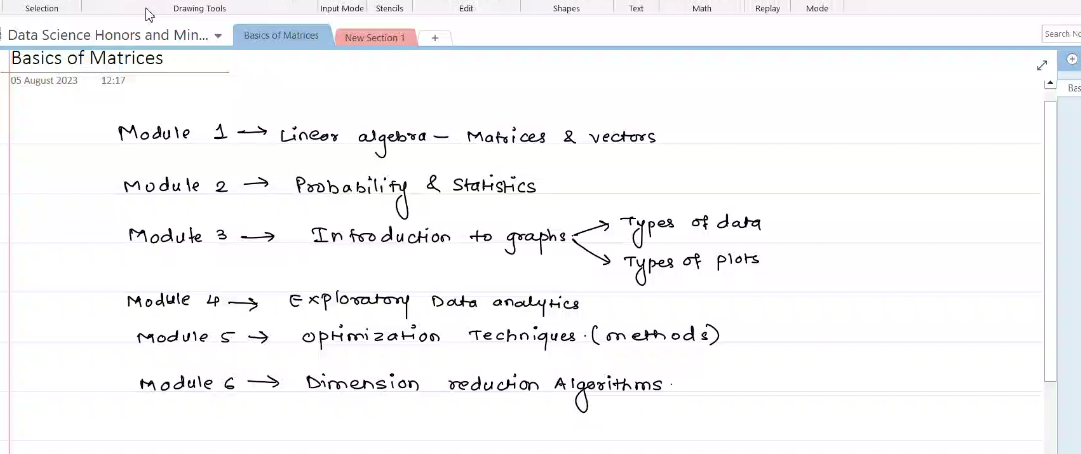 Selection Drawing Tools Input Mode Stencils Edit Shapes Text Math Replay Mode
Data Science Honors and Min... Basics of Matrices New Section 1 +
Basics of Matrices
05 August 2023 12:17
Module 1 → Linear algebra – Matrices & vectors
Module 2 → Probability & Statistics
Module 3 → Introduction to graphs → Types of data
→ Types of plots
Module 4 → Exploratory Data analytics
Module 5 → Optimization Techniques. (methods)
Module 6 → Dimension reduction Algorithms.